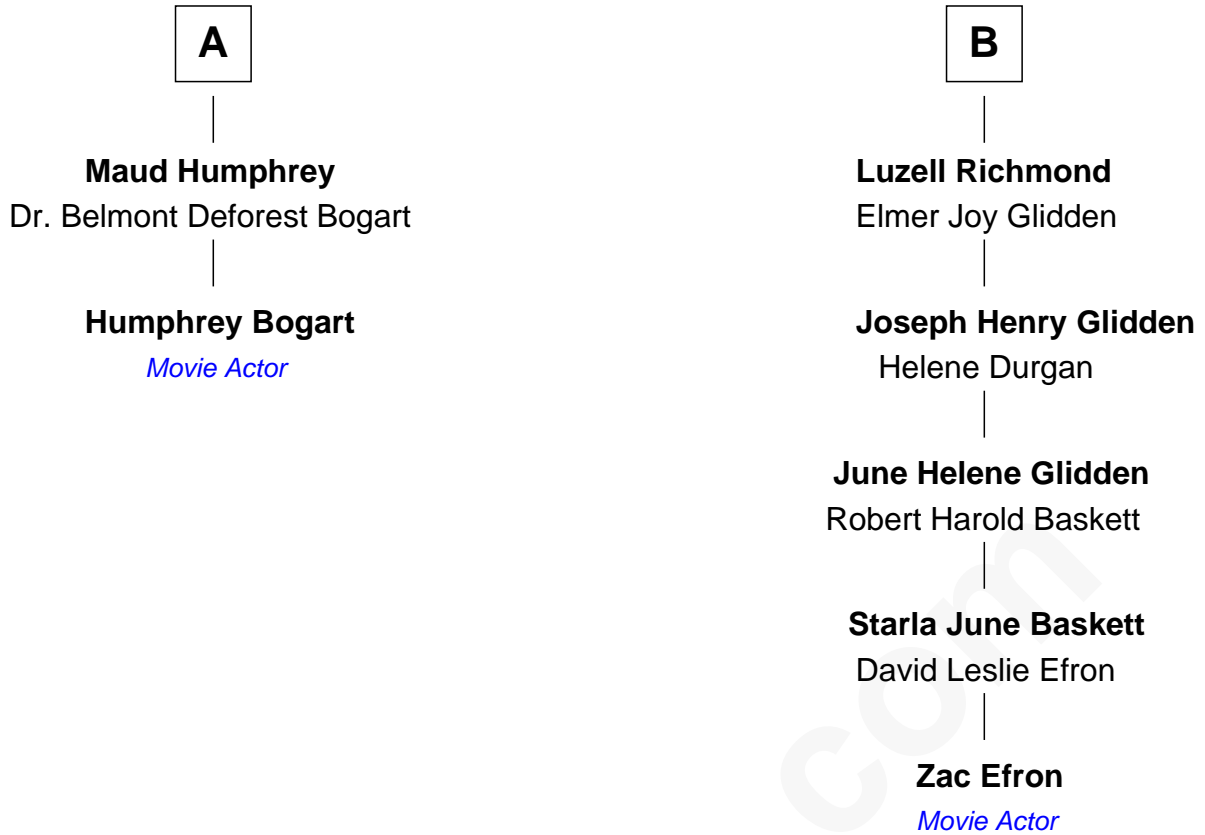 A
Maud Humphrey
Dr. Belmont Deforest Bogart
Humphrey Bogart
Movie Actor
B
Luzell Richmond
Elmer Joy Glidden
Joseph Henry Glidden
Helene Durgan
June Helene Glidden
Robert Harold Baskett
Starla June Baskett
David Leslie Efron
Zac Efron
Movie Actor
com